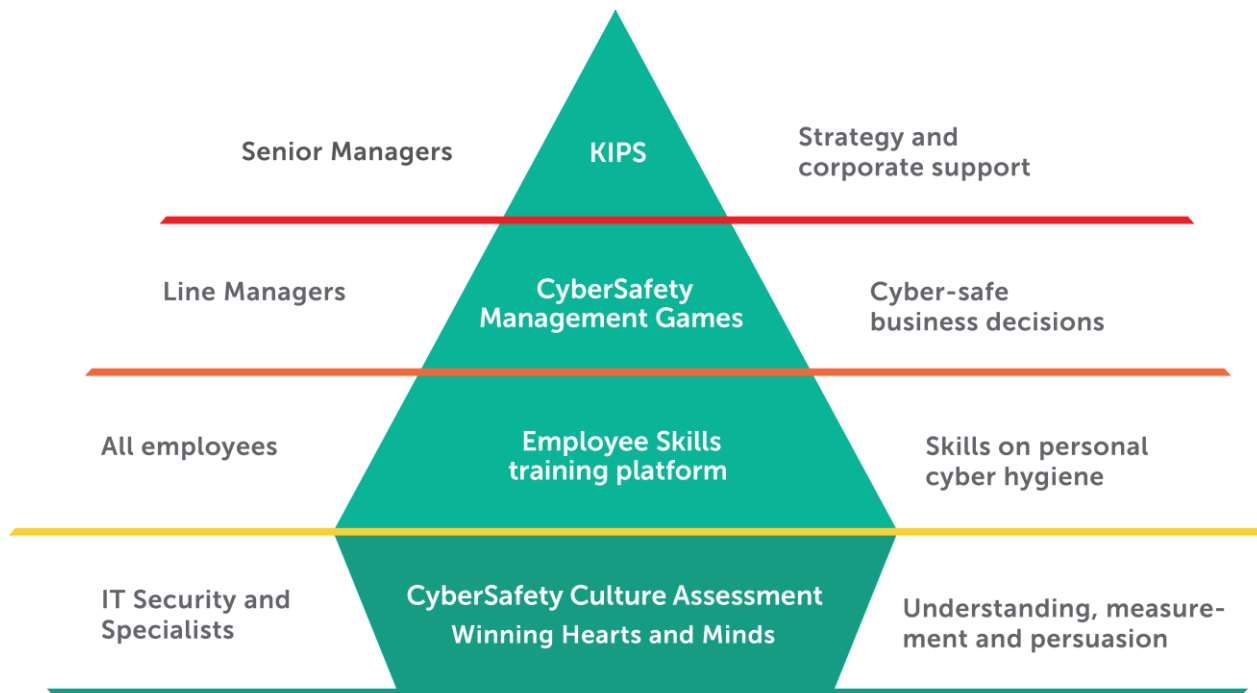 Senior Managers
KIPS
Strategy and
corporate support
Line Managers
CyberSafety
Management Games
Cyber-safe
business decisions
All employees
Employee Skills
training platform
Skills on personal
cyber hygiene
IT Security and
Specialists
CyberSafety Culture Assessment
Winning Hearts and Minds
Understanding, measure-
ment and persuasion